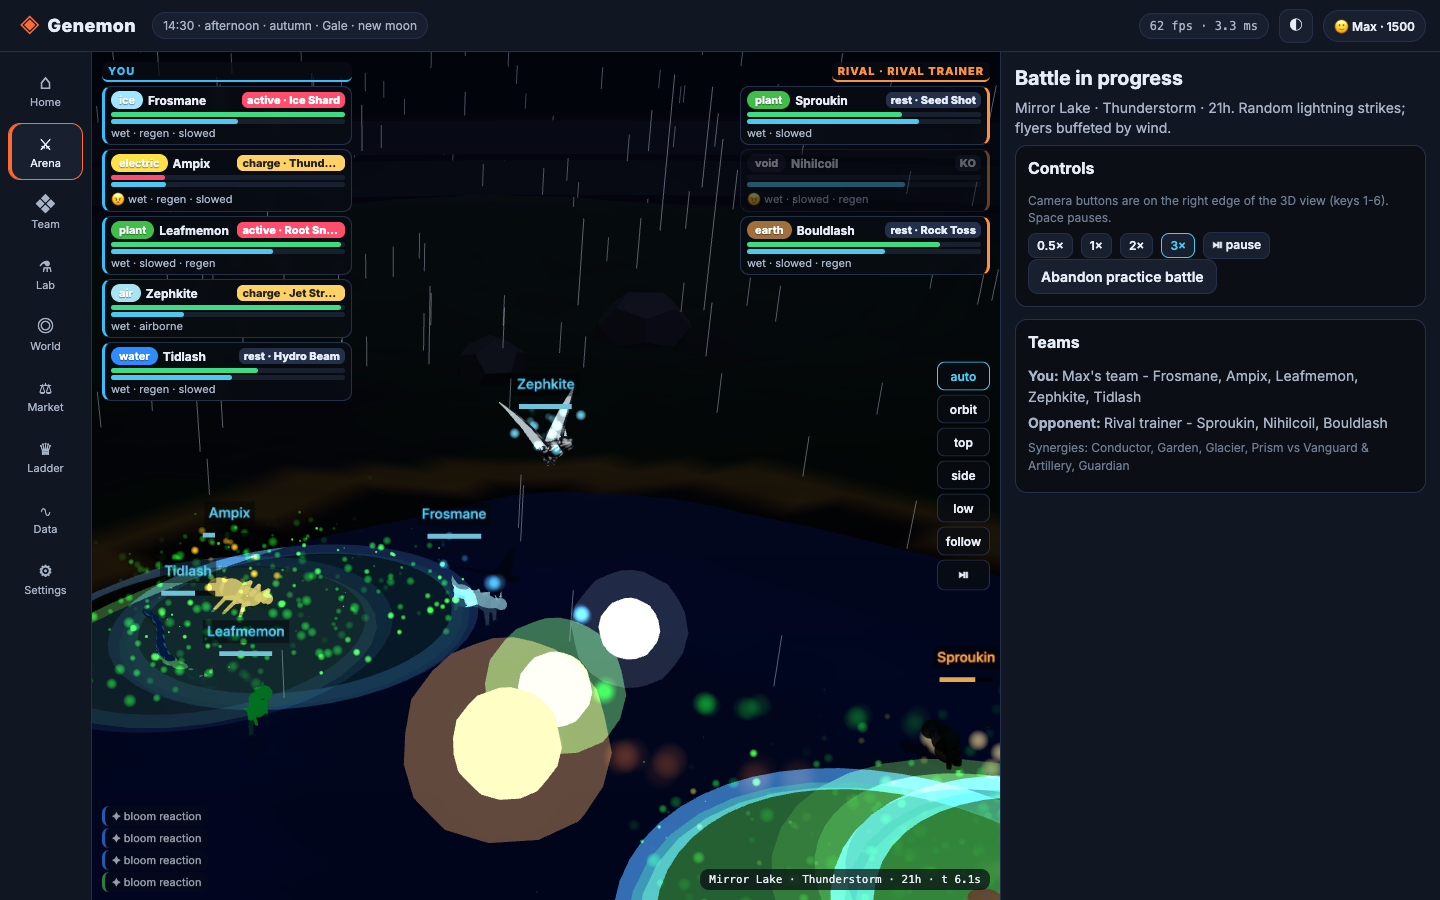 Genemon
14:30 · afternoon · autumn · Gale · new moon
62 fps · 3.3 ms
Max · 1500
Home
Arena
Team
Lab
World
Market
Ladder
Data
Settings
YOU
ice Frosmane active · Ice Shard
wet · regen · slowed
electric Ampix charge · Thund...
wet · regen · slowed
plant Leafmemon active · Root Sn...
wet · slowed · regen
air Zephkite charge · Jet Str...
wet · airborne
water Tidlash rest · Hydro Beam
wet · regen · slowed
RIVAL · RIVAL TRAINER
plant Sproukin rest · Seed Shot
wet · slowed
void Nihilcoil KO
wet · slowed · regen
earth Bouldlash rest · Rock Toss
wet · slowed · regen
Zephkite
Ampix
Frosmane
Tidlash
Leafmemon
Sproukin
auto
orbit
top
side
low
follow
✦ bloom reaction
✦ bloom reaction
✦ bloom reaction
✦ bloom reaction
Mirror Lake · Thunderstorm · 21h · t 6.1s
Battle in progress
Mirror Lake · Thunderstorm · 21h. Random lightning strikes;
flyers buffeted by wind.
Controls
Camera buttons are on the right edge of the 3D view (keys 1-6).
Space pauses.
0.5× 1× 2× 3× ⏯ pause
Abandon practice battle
Teams
You: Max's team - Frosmane, Ampix, Leafmemon,
Zephkite, Tidlash
Opponent: Rival trainer - Sproukin, Nihilcoil, Bouldlash
Synergies: Conductor, Garden, Glacier, Prism vs Vanguard &
Artillery, Guardian